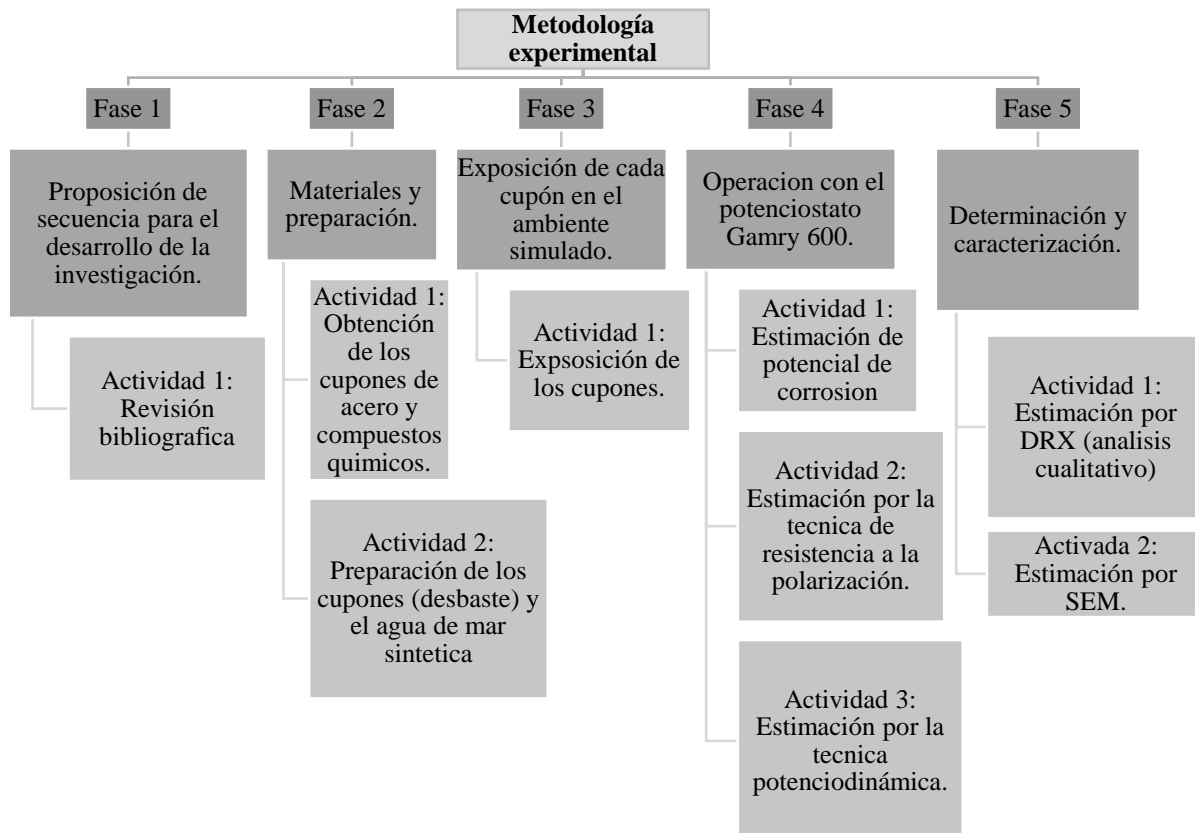 Metodología
experimental
Fase 1
Proposición de
secuencia para el
desarrollo de la
investigación.
Actividad 1:
Revisión
bibliografica
Fase 2
Materiales y
preparación.
Actividad 1:
Obtención de
los cupones de
acero y
compuestos
quimicos.
Actividad 2:
Preparación de los
cupones (desbaste) y
el agua de mar
sintetica
Fase 3
Exposición de cada
cupón en el
ambiente
simulado.
Actividad 1:
Expsosición de
los cupones.
Fase 4
Operacion con el
potenciostato
Gamry 600.
Actividad 1:
Estimación de
potencial de
corrosion
Actividad 2:
Estimación por la
tecnica de
resistencia a la
polarización.
Actividad 3:
Estimación por la
tecnica
potenciodinámica.
Fase 5
Determinación y
caracterización.
Actividad 1:
Estimación por
DRX (analisis
cualitativo)
Activada 2:
Estimación por
SEM.